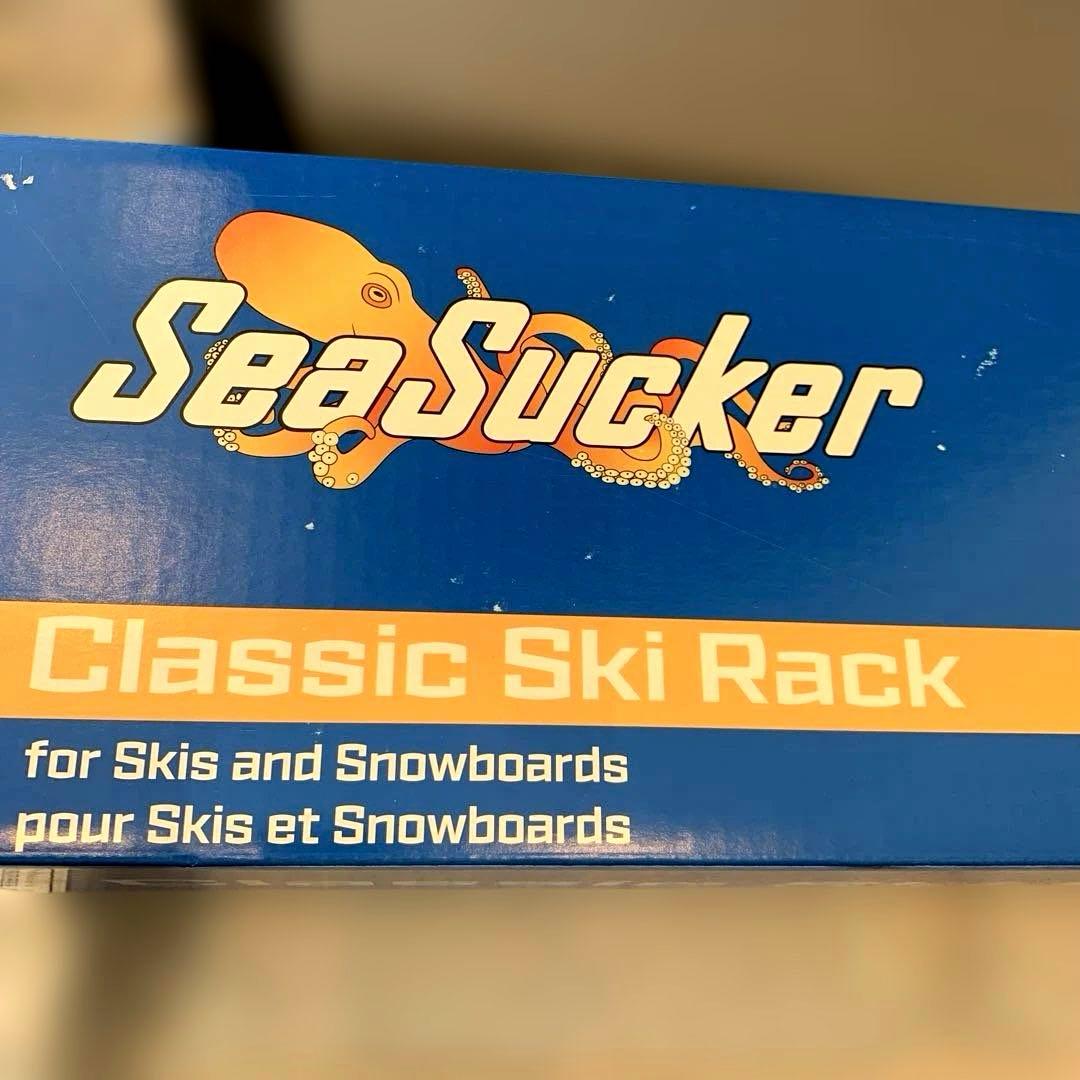 SeaSucker
Classic Ski Rack
for Skis and Snowboards
pour Skis et Snowboards